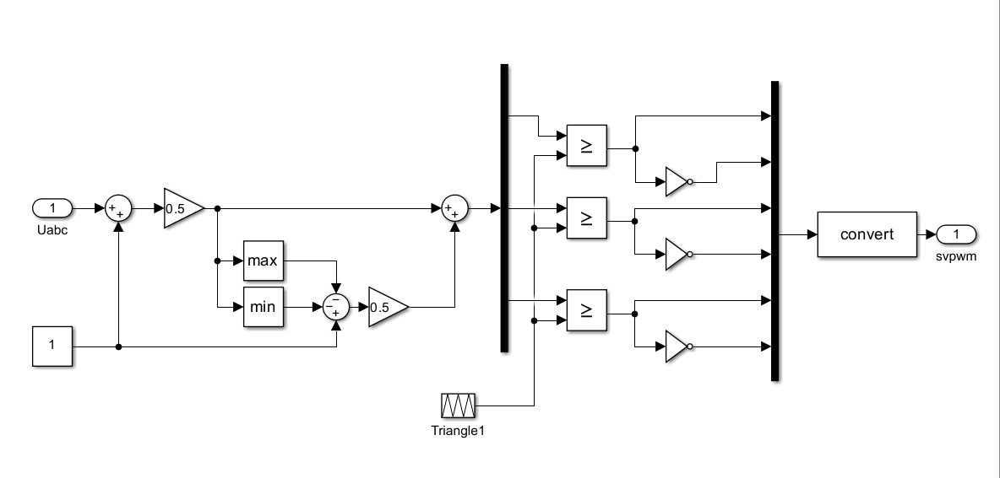 ≥
1
+
+
0.5
+
+
≥
convert
1
Uabc
svpwm
max
−
−
+
min
0.5
≥
1
Triangle1